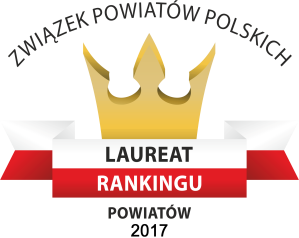 ZWIĄZEK POWIATÓW POLSKICH
LAUREAT
RANKINGU
POWIATÓW
2017